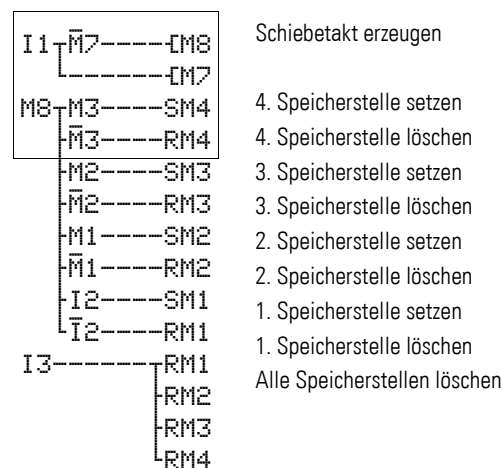 I1┬M̅7-----[M8 Schiebetakt erzeugen
└--------[M7
M8┬M3----SM4 4. Speicherstelle setzen
├M̅3----RM4 4. Speicherstelle löschen
├M2----SM3 3. Speicherstelle setzen
├M̅2----RM3 3. Speicherstelle löschen
├M1----SM2 2. Speicherstelle setzen
├M̅1----RM2 2. Speicherstelle löschen
├I2----SM1 1. Speicherstelle setzen
└I̅2----RM1 1. Speicherstelle löschen
I3--------┬RM1 Alle Speicherstellen löschen
├RM2
├RM3
└RM4